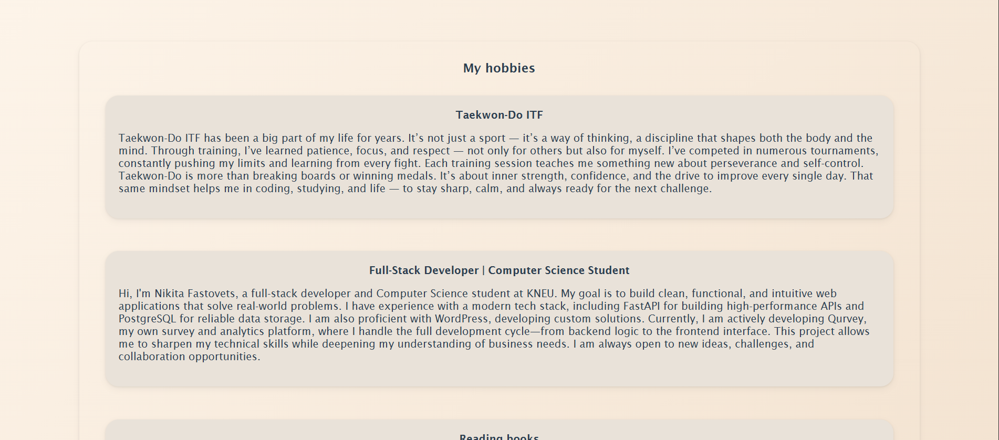 My hobbies
Taekwon-Do ITF
Taekwon-Do ITF has been a big part of my life for years. It’s not just a sport — it’s a way of thinking, a discipline that shapes both the body and the
mind. Through training, I’ve learned patience, focus, and respect — not only for others but also for myself. I’ve competed in numerous tournaments,
constantly pushing my limits and learning from every fight. Each training session teaches me something new about perseverance and self-control.
Taekwon-Do is more than breaking boards or winning medals. It’s about inner strength, confidence, and the drive to improve every single day. That
same mindset helps me in coding, studying, and life — to stay sharp, calm, and always ready for the next challenge.
Full-Stack Developer | Computer Science Student
Hi, I'm Nikita Fastovets, a full-stack developer and Computer Science student at KNEU. My goal is to build clean, functional, and intuitive web
applications that solve real-world problems. I have experience with a modern tech stack, including FastAPI for building high-performance APIs and
PostgreSQL for reliable data storage. I am also proficient with WordPress, developing custom solutions. Currently, I am actively developing Qurvey,
my own survey and analytics platform, where I handle the full development cycle—from backend logic to the frontend interface. This project allows
me to sharpen my technical skills while deepening my understanding of business needs. I am always open to new ideas, challenges, and
collaboration opportunities.
Reading books